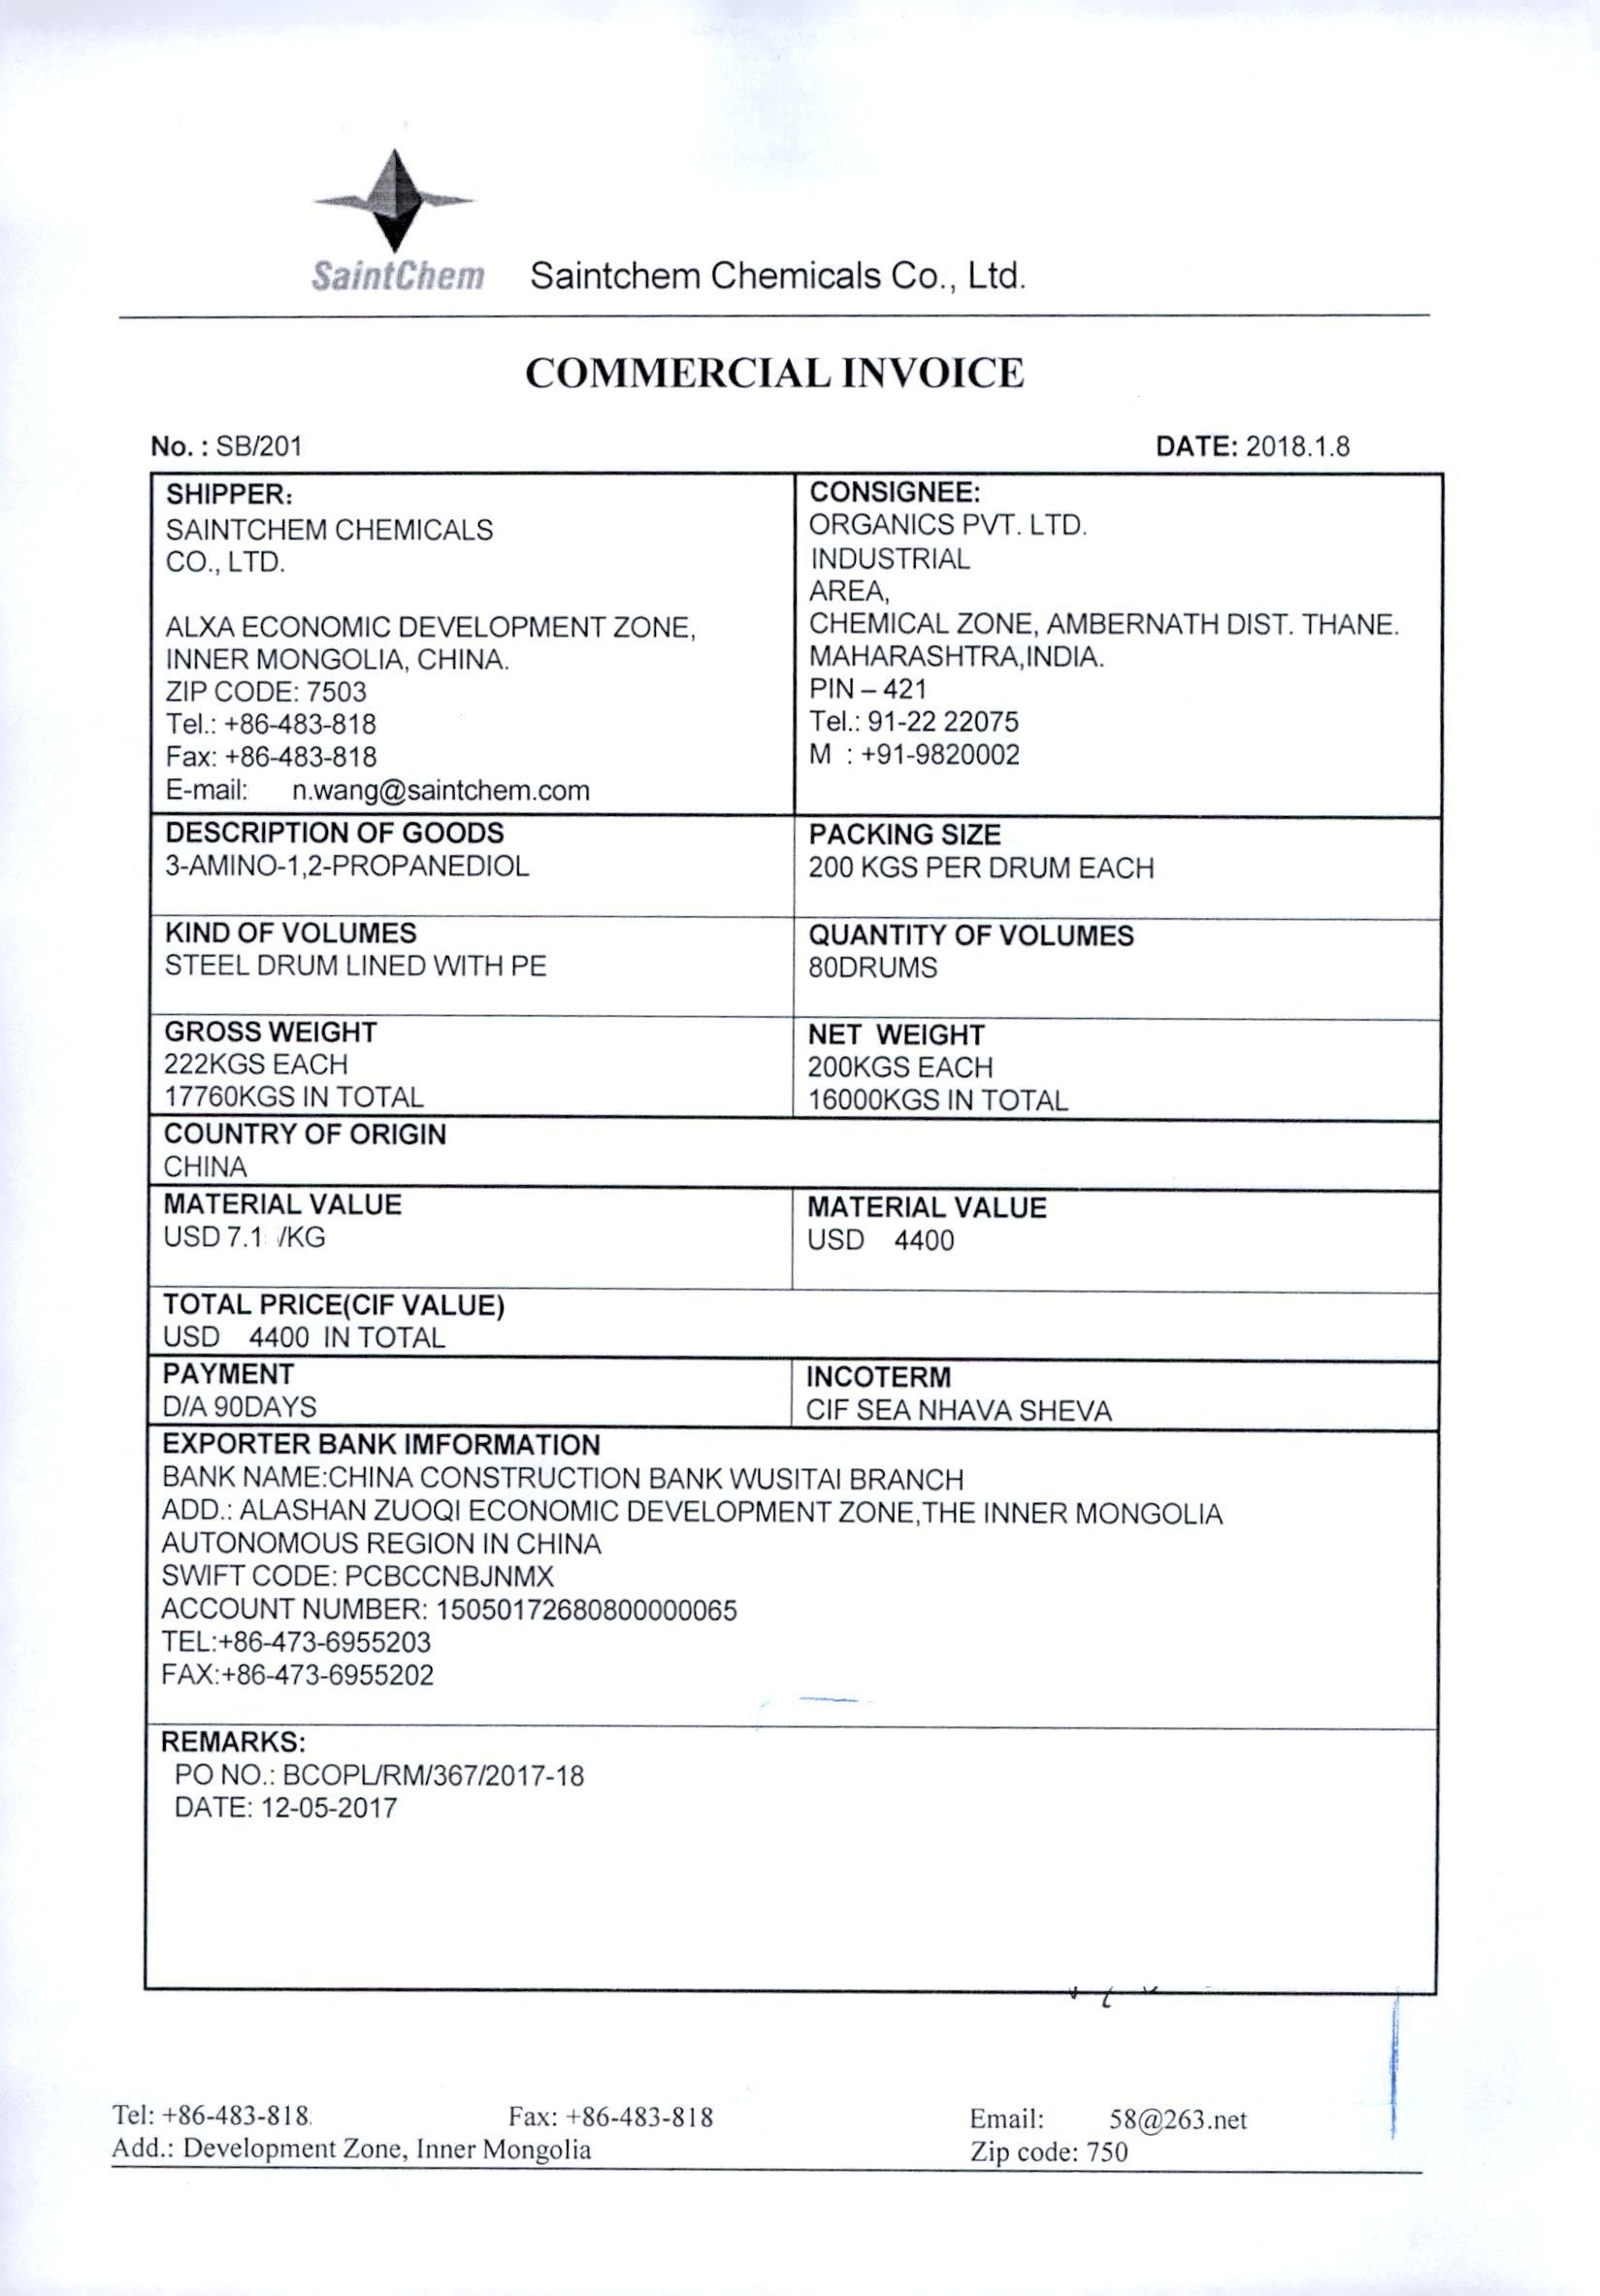 SaintChem Saintchem Chemicals Co., Ltd.
COMMERCIAL INVOICE
No. : SB/201 DATE: 2018.1.8
SHIPPER:
SAINTCHEM CHEMICALS
CO., LTD.
ALXA ECONOMIC DEVELOPMENT ZONE,
INNER MONGOLIA, CHINA.
ZIP CODE: 7503
Tel.: +86-483-818
Fax: +86-483-818
E-mail: n.wang@saintchem.com
CONSIGNEE:
ORGANICS PVT. LTD.
INDUSTRIAL
AREA,
CHEMICAL ZONE, AMBERNATH DIST. THANE.
MAHARASHTRA,INDIA.
PIN – 421
Tel.: 91-22 22075
M : +91-9820002
DESCRIPTION OF GOODS
3-AMINO-1,2-PROPANEDIOL
PACKING SIZE
200 KGS PER DRUM EACH
KIND OF VOLUMES
STEEL DRUM LINED WITH PE
QUANTITY OF VOLUMES
80DRUMS
GROSS WEIGHT
222KGS EACH
17760KGS IN TOTAL
NET WEIGHT
200KGS EACH
16000KGS IN TOTAL
COUNTRY OF ORIGIN
CHINA
MATERIAL VALUE
USD 7.1 /KG
MATERIAL VALUE
USD 4400
TOTAL PRICE(CIF VALUE)
USD 4400 IN TOTAL
PAYMENT
D/A 90DAYS
INCOTERM
CIF SEA NHAVA SHEVA
EXPORTER BANK IMFORMATION
BANK NAME:CHINA CONSTRUCTION BANK WUSITAI BRANCH
ADD.: ALASHAN ZUOQI ECONOMIC DEVELOPMENT ZONE,THE INNER MONGOLIA
AUTONOMOUS REGION IN CHINA
SWIFT CODE: PCBCCNBJNMX
ACCOUNT NUMBER: 15050172680800000065
TEL:+86-473-6955203
FAX:+86-473-6955202
REMARKS:
PO NO.: BCOPL/RM/367/2017-18
DATE: 12-05-2017
Tel: +86-483-818 Fax: +86-483-818 Email: 58@263.net
Add.: Development Zone, Inner Mongolia Zip code: 750